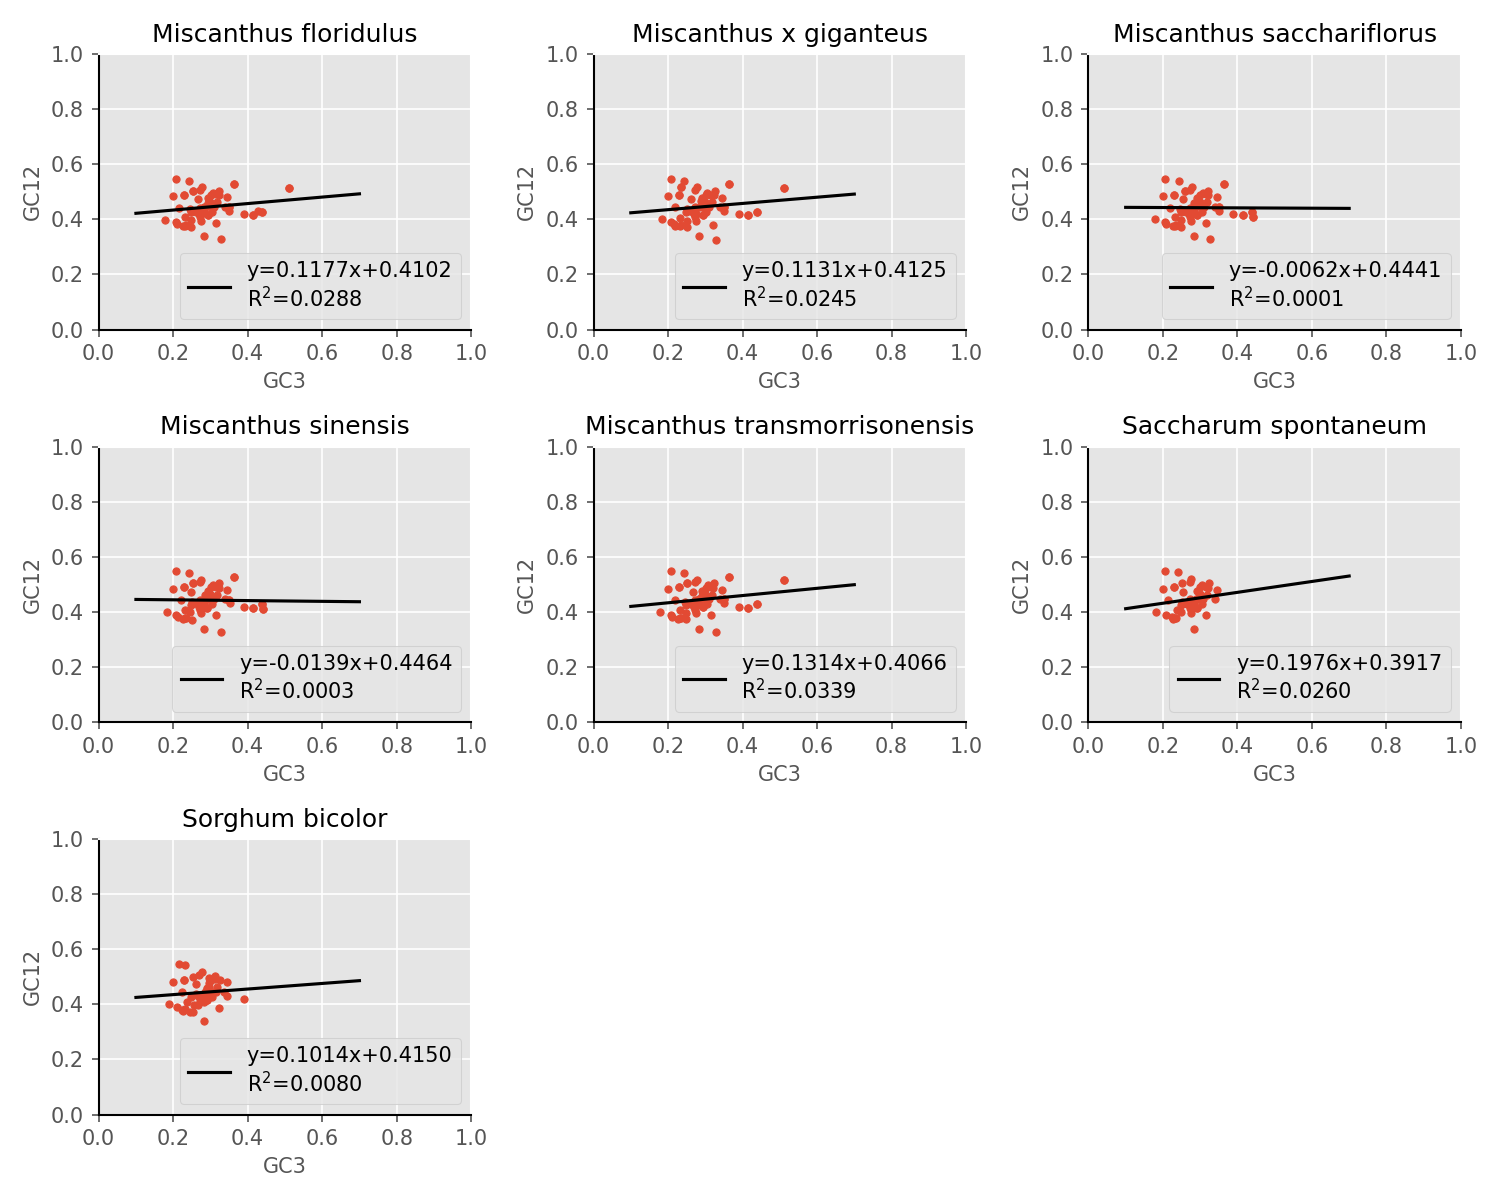 Miscanthus floridulus
1.0
0.8
0.6
0.4
0.2
0.0
GC12
y=0.1177x+0.4102
R²=0.0288
0.0 0.2 0.4 0.6 0.8 1.0
GC3
Miscanthus x giganteus
1.0
0.8
0.6
0.4
0.2
0.0
GC12
y=0.1131x+0.4125
R²=0.0245
0.0 0.2 0.4 0.6 0.8 1.0
GC3
Miscanthus sacchariflorus
1.0
0.8
0.6
0.4
0.2
0.0
GC12
y=-0.0062x+0.4441
R²=0.0001
0.0 0.2 0.4 0.6 0.8 1.0
GC3
Miscanthus sinensis
1.0
0.8
0.6
0.4
0.2
0.0
GC12
y=-0.0139x+0.4464
R²=0.0003
0.0 0.2 0.4 0.6 0.8 1.0
GC3
Miscanthus transmorrisonensis
1.0
0.8
0.6
0.4
0.2
0.0
GC12
y=0.1314x+0.4066
R²=0.0339
0.0 0.2 0.4 0.6 0.8 1.0
GC3
Saccharum spontaneum
1.0
0.8
0.6
0.4
0.2
0.0
GC12
y=0.1976x+0.3917
R²=0.0260
0.0 0.2 0.4 0.6 0.8 1.0
GC3
Sorghum bicolor
1.0
0.8
0.6
0.4
0.2
0.0
GC12
y=0.1014x+0.4150
R²=0.0080
0.0 0.2 0.4 0.6 0.8 1.0
GC3